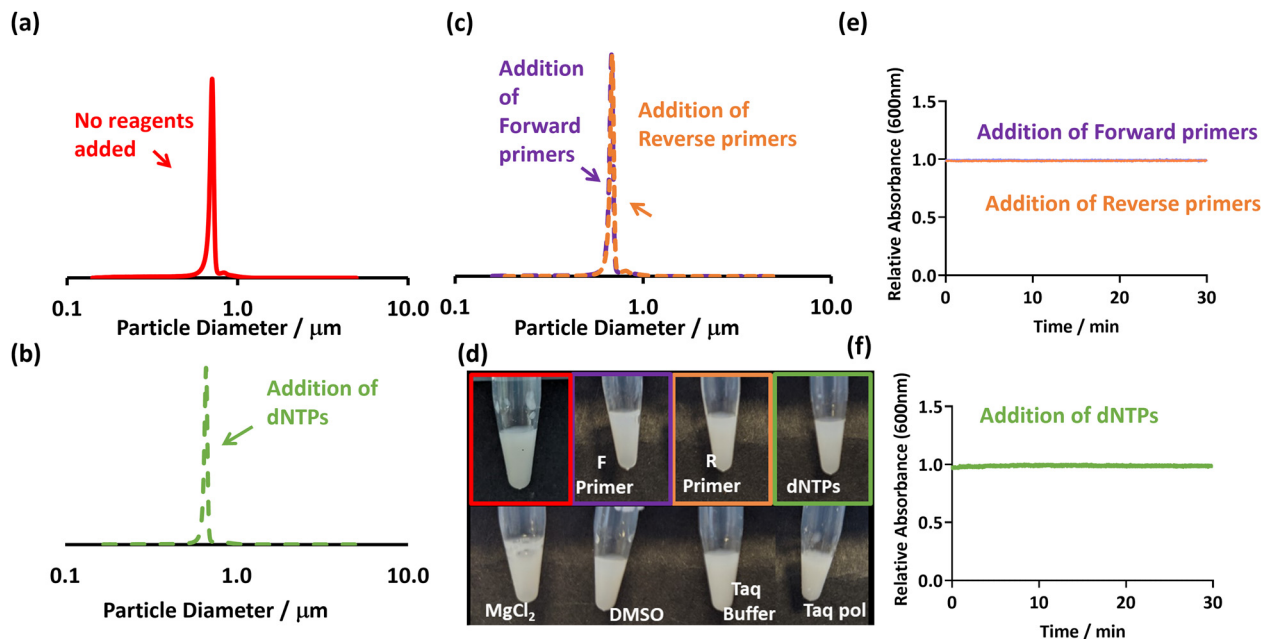 (a)
No reagents
added
0.1
1.0
10.0
Particle Diameter / μm
(b)
Addition of
dNTPs
0.1
1.0
10.0
Particle Diameter / μm
(c)
Addition
of
Forward
primers
Addition of
Reverse primers
0.1
1.0
10.0
Particle Diameter / μm
(d)
F
Primer
R
Primer
dNTPs
MgCl₂
DMSO
Taq
Buffer
Taq pol
(e)
Relative Absorbance (600nm)
1.5
1.0
0.5
0.0
Addition of Forward primers
Addition of Reverse primers
0
10
20
30
Time / min
(f)
Relative Absorbance (600nm)
1.5
1.0
0.5
0.0
Addition of dNTPs
0
10
20
30
Time / min